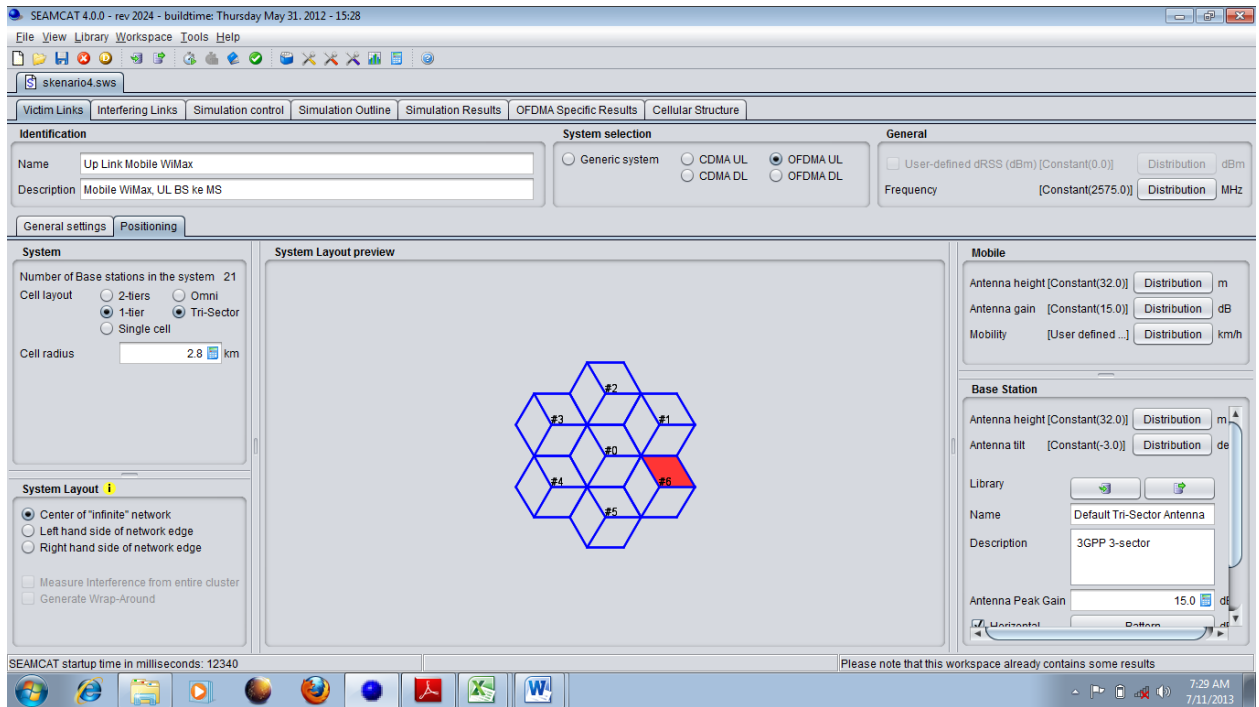 SEAMCAT 4.0.0 - rev 2024 - buildtime: Thursday May 31. 2012 - 15:28
File View Library Workspace Tools Help
skenario4.sws
Victim Links Interfering Links Simulation control Simulation Outline Simulation Results OFDMA Specific Results Cellular Structure
Identification
Name Up Link Mobile WiMax
Description Mobile WiMax, UL BS ke MS
System selection
Generic system CDMA UL OFDMA UL
CDMA DL OFDMA DL
General
User-defined dRSS (dBm) [Constant(0.0)] Distribution dBm
Frequency [Constant(2575.0)] Distribution MHz
General settings Positioning
System
Number of Base stations in the system 21
Cell layout 2-tiers Omni
1-tier Tri-Sector
Single cell
Cell radius 2.8 km
System Layout i
Center of "infinite" network
Left hand side of network edge
Right hand side of network edge
Measure Interference from entire cluster
Generate Wrap-Around
System Layout preview
#2
#3 #1
#0
#4 #6
#5
Mobile
Antenna height [Constant(32.0)] Distribution m
Antenna gain [Constant(15.0)] Distribution dB
Mobility [User defined ...] Distribution km/h
Base Station
Antenna height [Constant(32.0)] Distribution m
Antenna tilt [Constant(-3.0)] Distribution de
Library
Name Default Tri-Sector Antenna
Description 3GPP 3-sector
Antenna Peak Gain 15.0 dB
Horizontal Pattern
SEAMCAT startup time in milliseconds: 12340
Please note that this workspace already contains some results
7:29 AM
7/11/2013